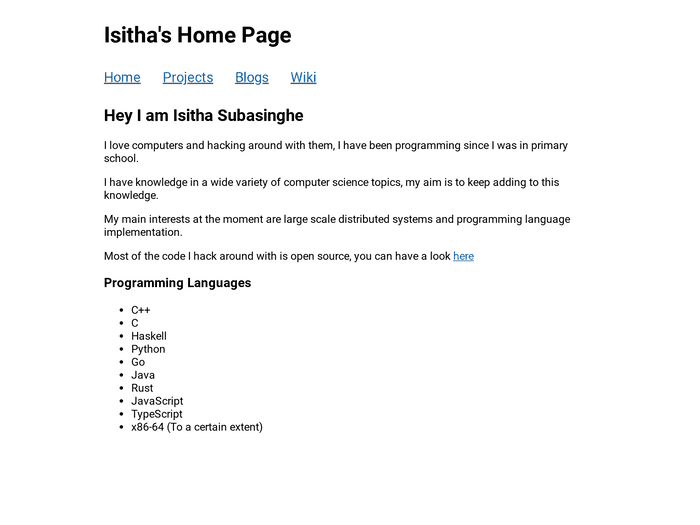 Isitha's Home Page
Home Projects Blogs Wiki
Hey I am Isitha Subasinghe
I love computers and hacking around with them, I have been programming since I was in primary
school.
I have knowledge in a wide variety of computer science topics, my aim is to keep adding to this
knowledge.
My main interests at the moment are large scale distributed systems and programming language
implementation.
Most of the code I hack around with is open source, you can have a look here
Programming Languages
• C++
• C
• Haskell
• Python
• Go
• Java
• Rust
• JavaScript
• TypeScript
• x86-64 (To a certain extent)